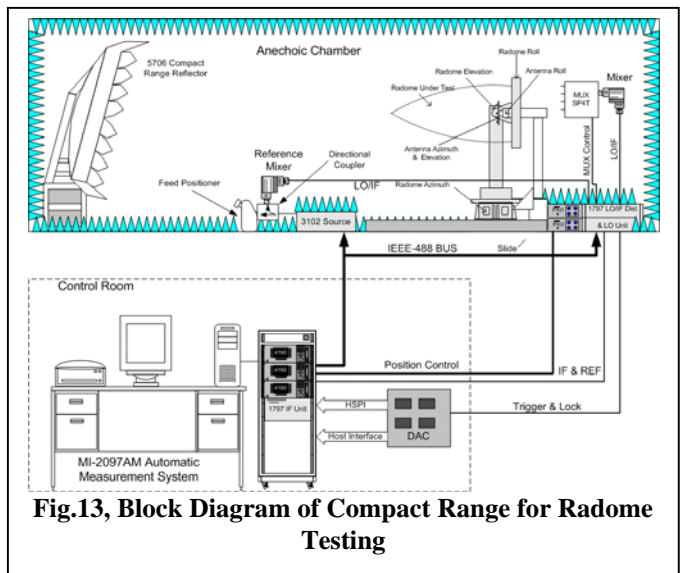 Anechoic Chamber
5706 Compact
Range Reflector
Radome
Roll
Radome Elevation
Antenna Roll
Radome Under Test
Antenna Azimuth
& Elevation
MUX
SP4T
Mixer
MUX Control
LO/IF
Reference
Mixer
Directional
Coupler
LO/IF
Feed Positioner
3102 Source
Radome Azimuth
1797 LO/IF Dist
& LO Unit
IEEE-488 BUS
Slide
Control Room
4190
4190
4190
Position Control
IF & REF
1797 IF Unit
HSPI
Host Interface
DAC
Trigger & Lock
MI-2097AM Automatic
Measurement System
Fig.13, Block Diagram of Compact Range for Radome
Testing